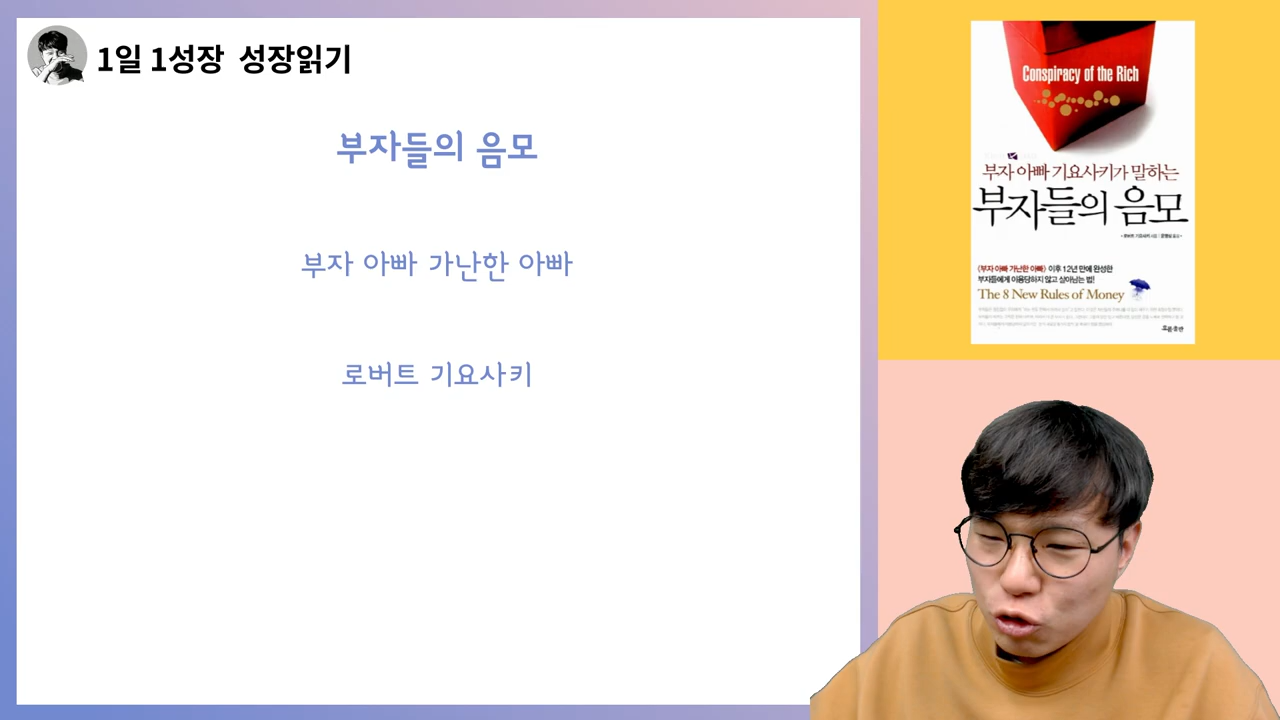 1일 1성장 성장읽기
부자들의 음모
부자 아빠 가난한 아빠
로버트 기요사키
Conspiracy of the Rich
부자 아빠 기요사키가 말하는
부자들의 음모
《부자 아빠 가난한 아빠》 이후 12년 만에 완성한
부자들에게 이용당하지 않고 살아남는 법!
The 8 New Rules of Money